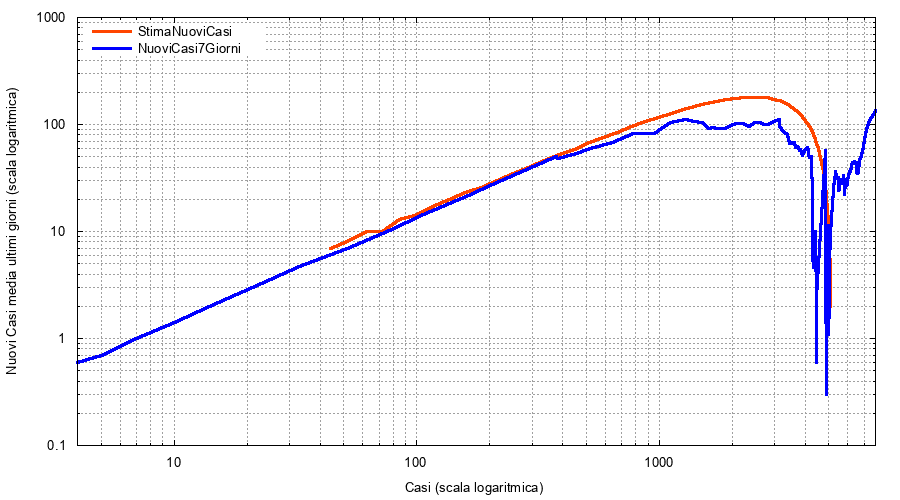 1000
StimaNuoviCasi
NuoviCasi7Giorni
100
10
1
0.1
Nuovi Casi media ultimi giorni (scala logaritmica)
10
100
1000
Casi (scala logaritmica)